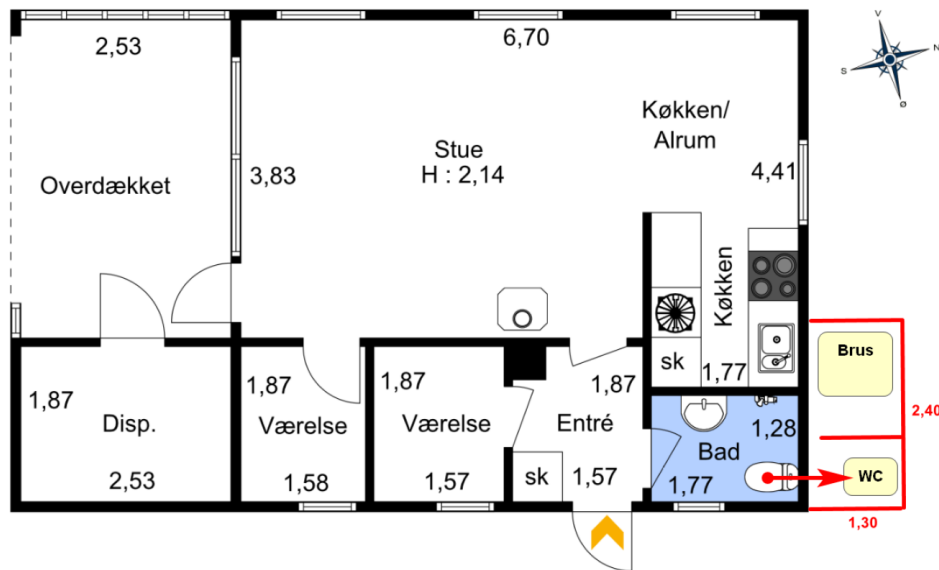 2,53
6,70
V
N
S
Ø
Køkken/
Alrum
Stue
H : 2,14
3,83
4,41
Overdækket
Køkken
sk
1,77
Brus
2,40
WC
1,30
1,87
Disp.
2,53
1,87
Værelse
1,58
1,87
Værelse
1,57
1,87
Entré
sk
1,57
1,28
Bad
1,77